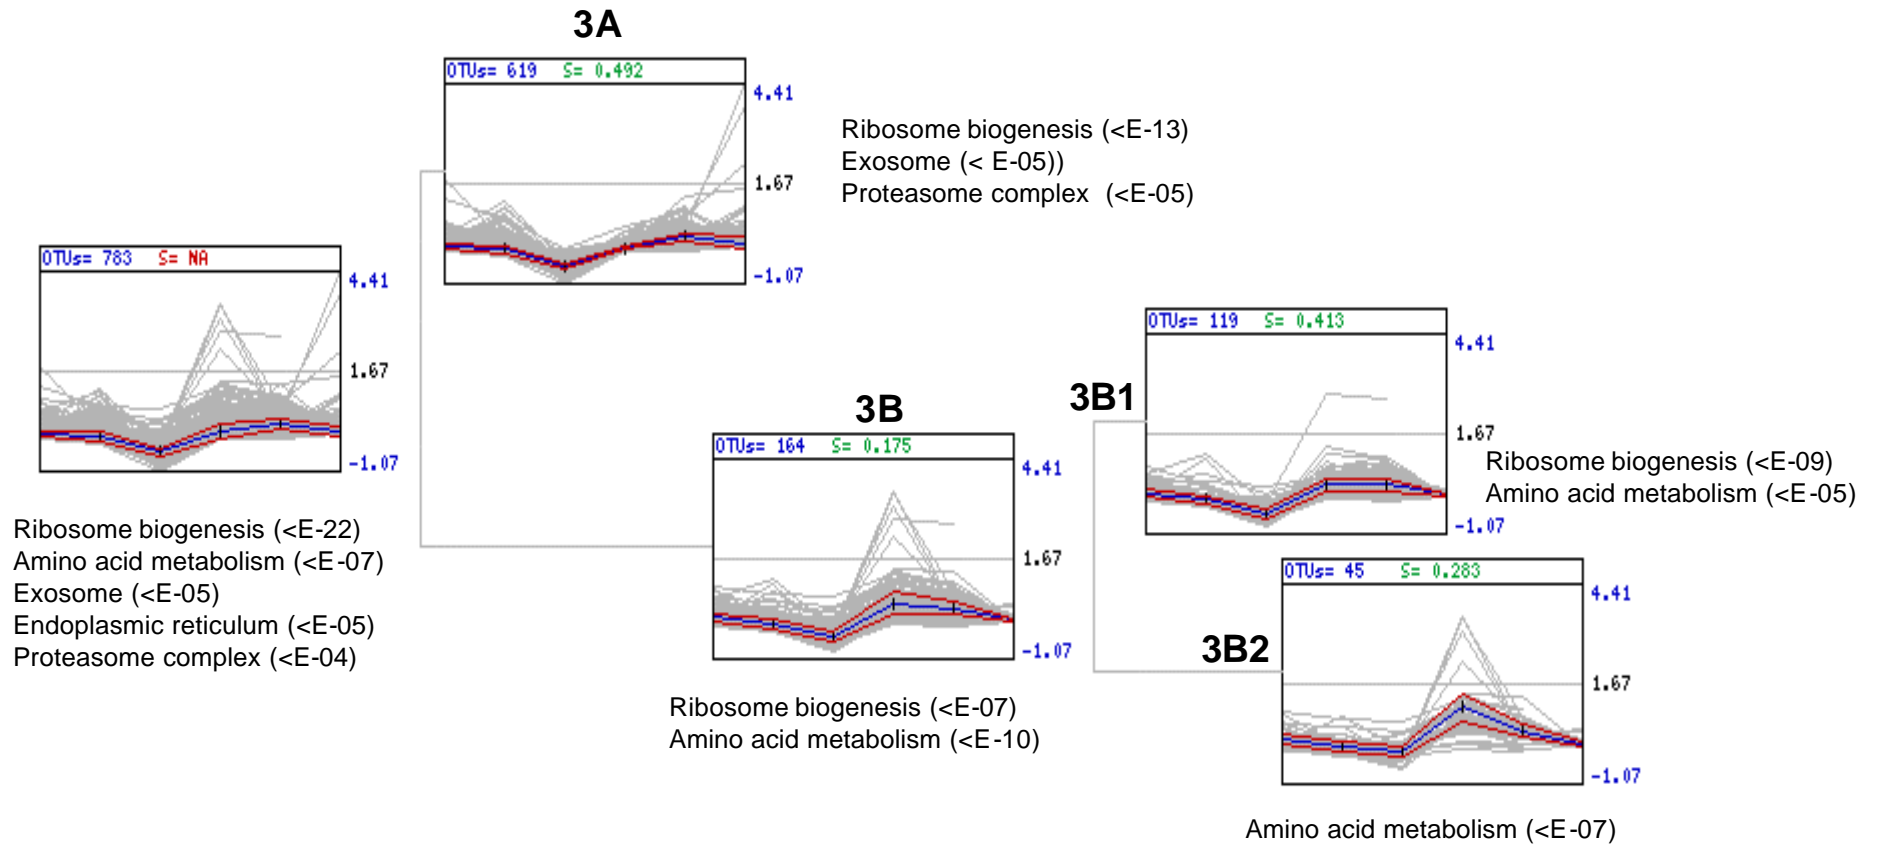 3A
OTUs= 619 S= 0.492
4.41
1.67
-1.07
Ribosome biogenesis (<E-13)
Exosome (< E-05))
Proteasome complex (<E-05)
OTUs= 783 S= NA
4.41
1.67
-1.07
Ribosome biogenesis (<E-22)
Amino acid metabolism (<E-07)
Exosome (<E-05)
Endoplasmic reticulum (<E-05)
Proteasome complex (<E-04)
3B
OTUs= 164 S= 0.175
4.41
1.67
-1.07
Ribosome biogenesis (<E-07)
Amino acid metabolism (<E-10)
3B1
OTUs= 119 S= 0.413
4.41
1.67
-1.07
Ribosome biogenesis (<E-09)
Amino acid metabolism (<E-05)
3B2
OTUs= 45 S= 0.283
4.41
1.67
-1.07
Amino acid metabolism (<E-07)